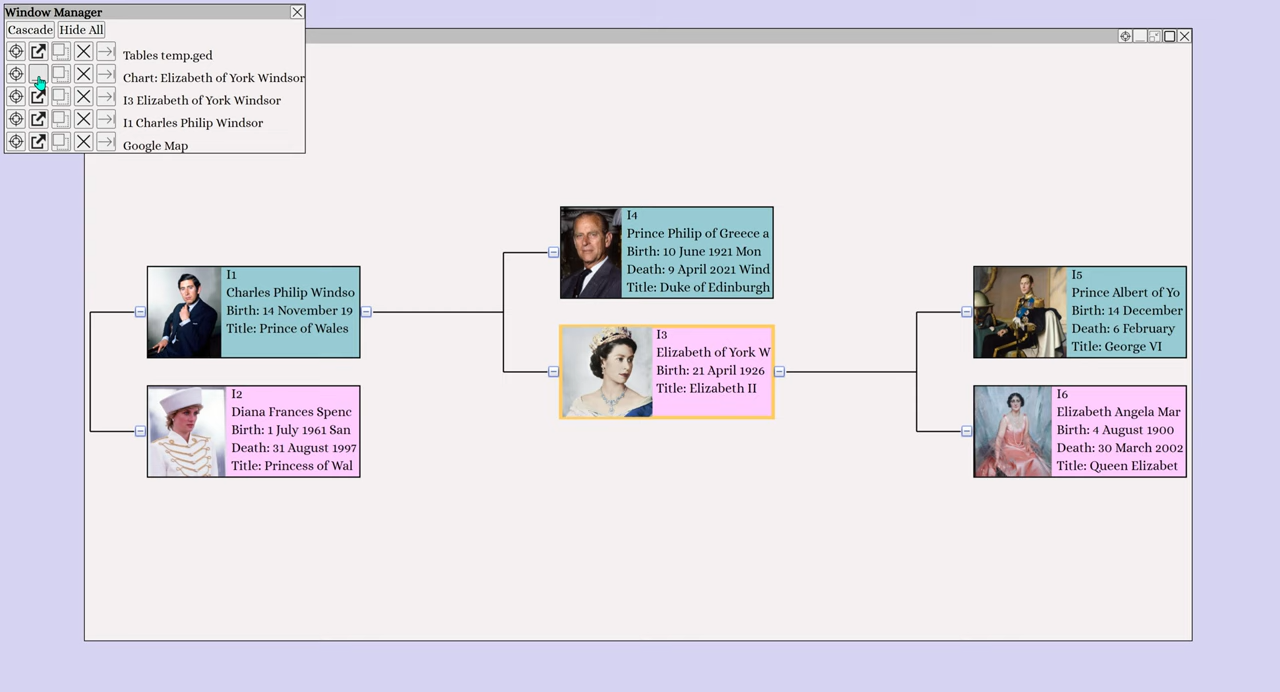 Window Manager
Cascade Hide All
Tables temp.ged
Chart: Elizabeth of York Windsor
I3 Elizabeth of York Windsor
I1 Charles Philip Windsor
Google Map
I4
Prince Philip of Greece a
Birth: 10 June 1921 Mon
Death: 9 April 2021 Wind
Title: Duke of Edinburgh
I1
Charles Philip Windso
Birth: 14 November 19
Title: Prince of Wales
I5
Prince Albert of Yo
Birth: 14 December
Death: 6 February
Title: George VI
I3
Elizabeth of York W
Birth: 21 April 1926
Title: Elizabeth II
I2
Diana Frances Spenc
Birth: 1 July 1961 San
Death: 31 August 1997
Title: Princess of Wal
I6
Elizabeth Angela Mar
Birth: 4 August 1900
Death: 30 March 2002
Title: Queen Elizabet